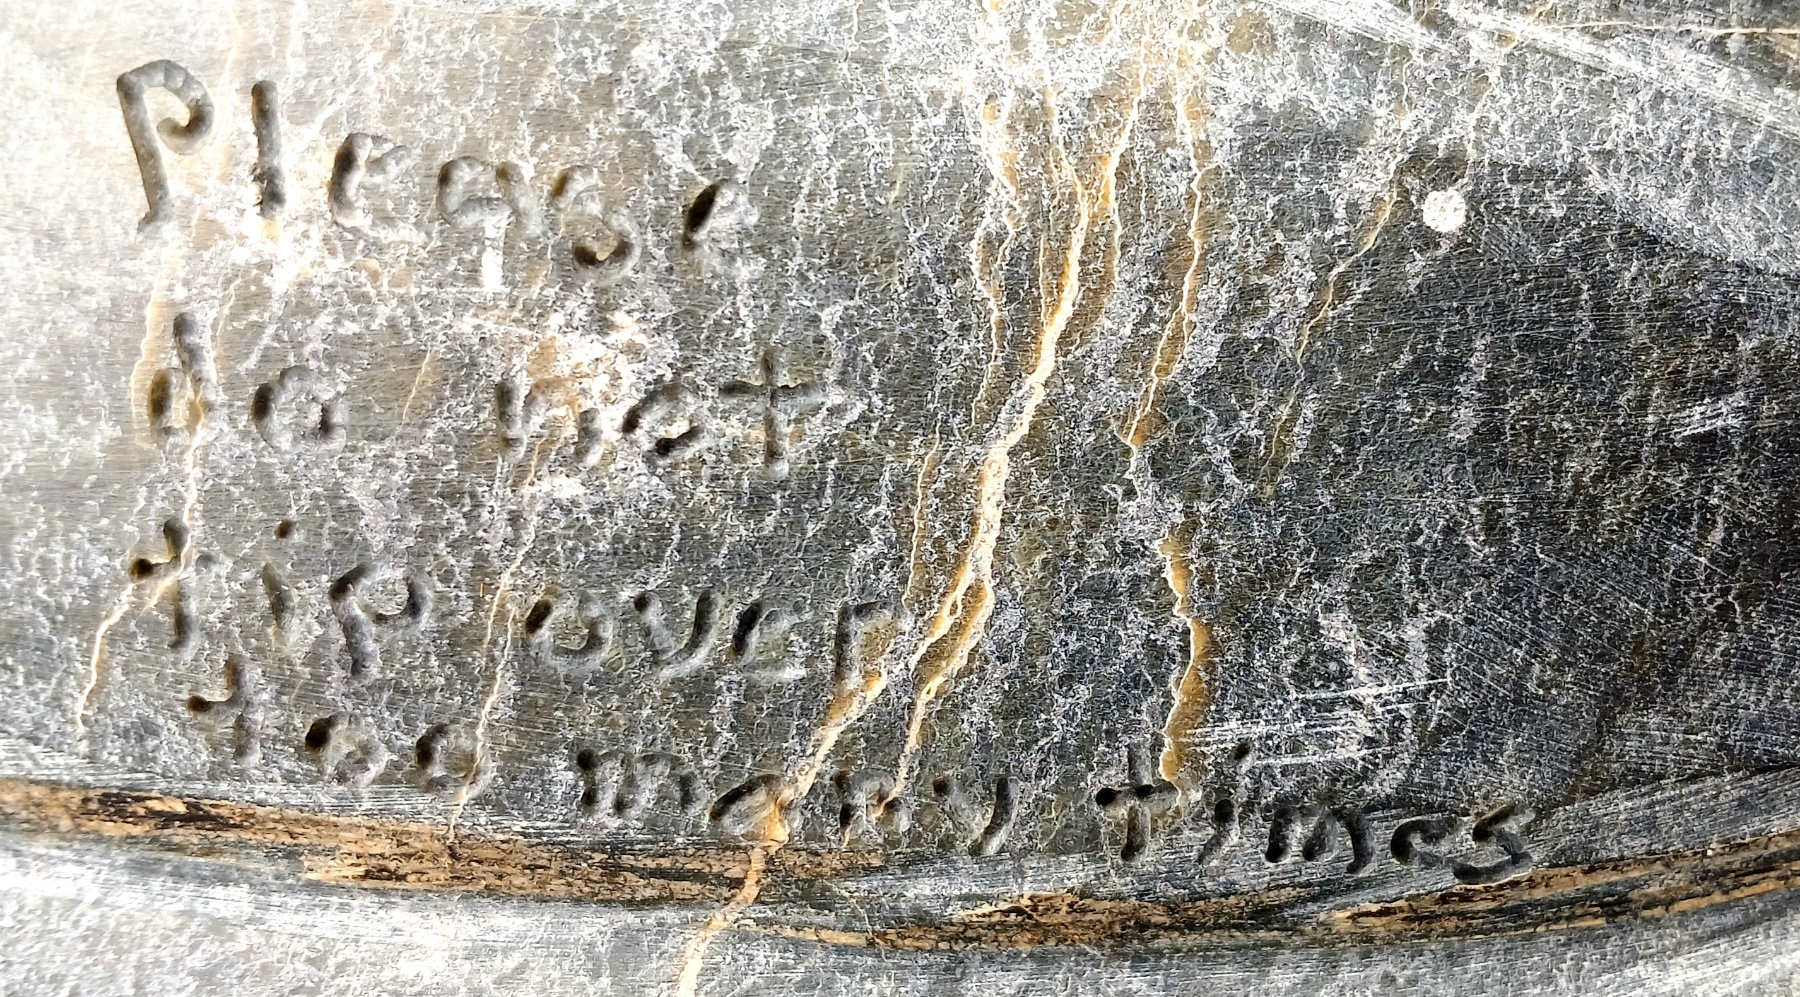 Please
do not
tip over
too many times